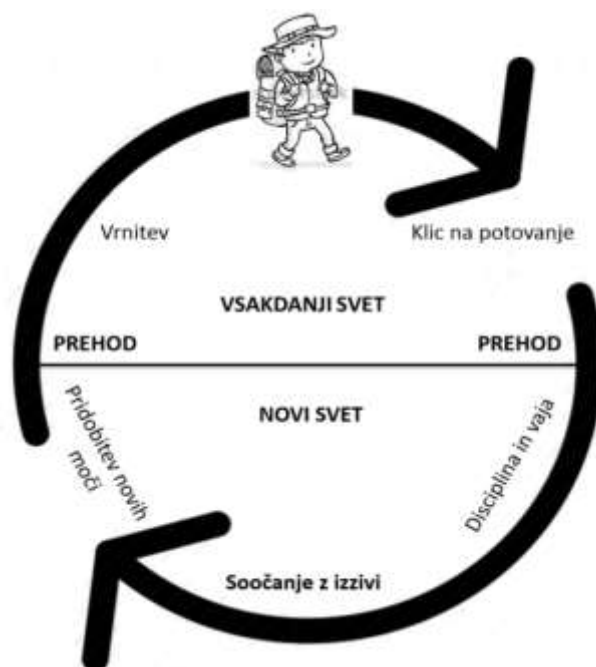 Vrnitev
Klic na potovanje
VSAKDANJI SVET
PREHOD
PREHOD
NOVI SVET
Pridobitev novih
moči
Disciplina in vaja
Soočanje z izzivi